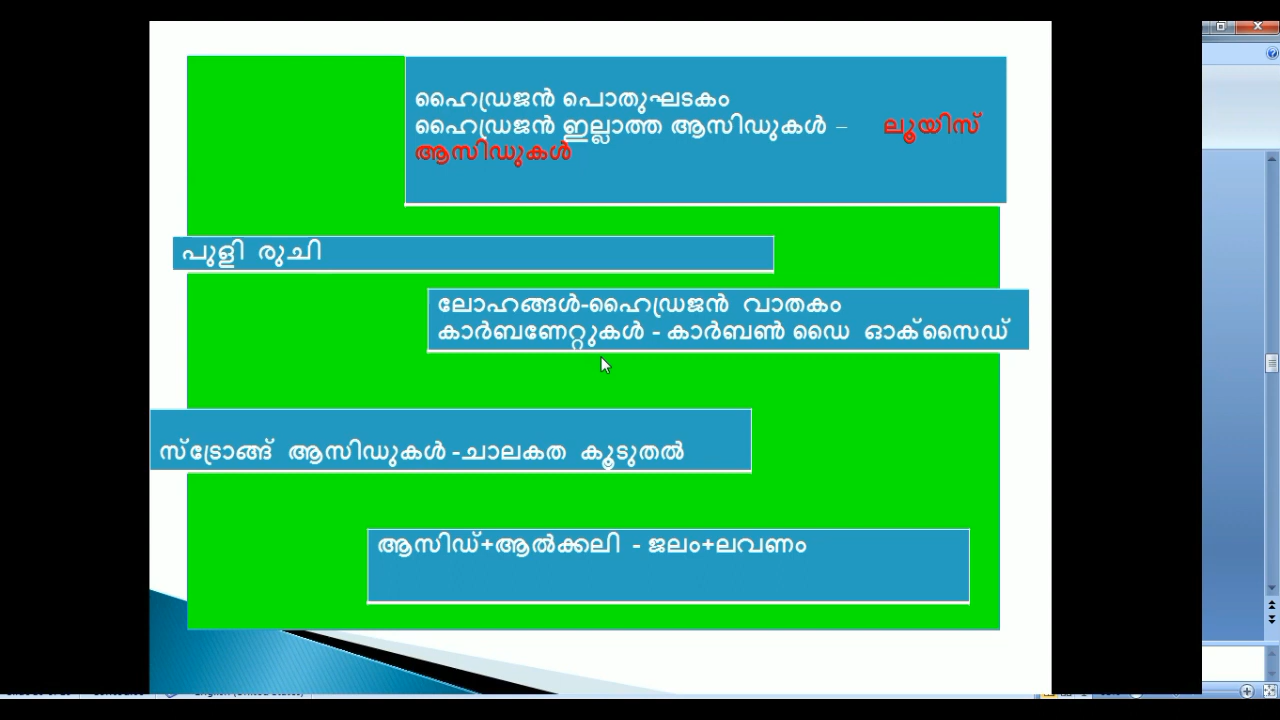 ഹൈഡ്രജൻ പൊതുഘടകം
ഹൈഡ്രജൻ ഇല്ലാത്ത ആസിഡുകൾ – ലൂയിസ്
ആസിഡുകൾ
പുളി രുചി
ലോഹങ്ങൾ-ഹൈഡ്രജൻ വാതകം
കാർബണേറ്റുകൾ - കാർബൺ ഡൈ ഓക്സൈഡ്
സ്ട്രോങ്ങ് ആസിഡുകൾ -ചാലകത കൂടുതൽ
ആസിഡ്+ആൽക്കലി - ജലം+ലവണം